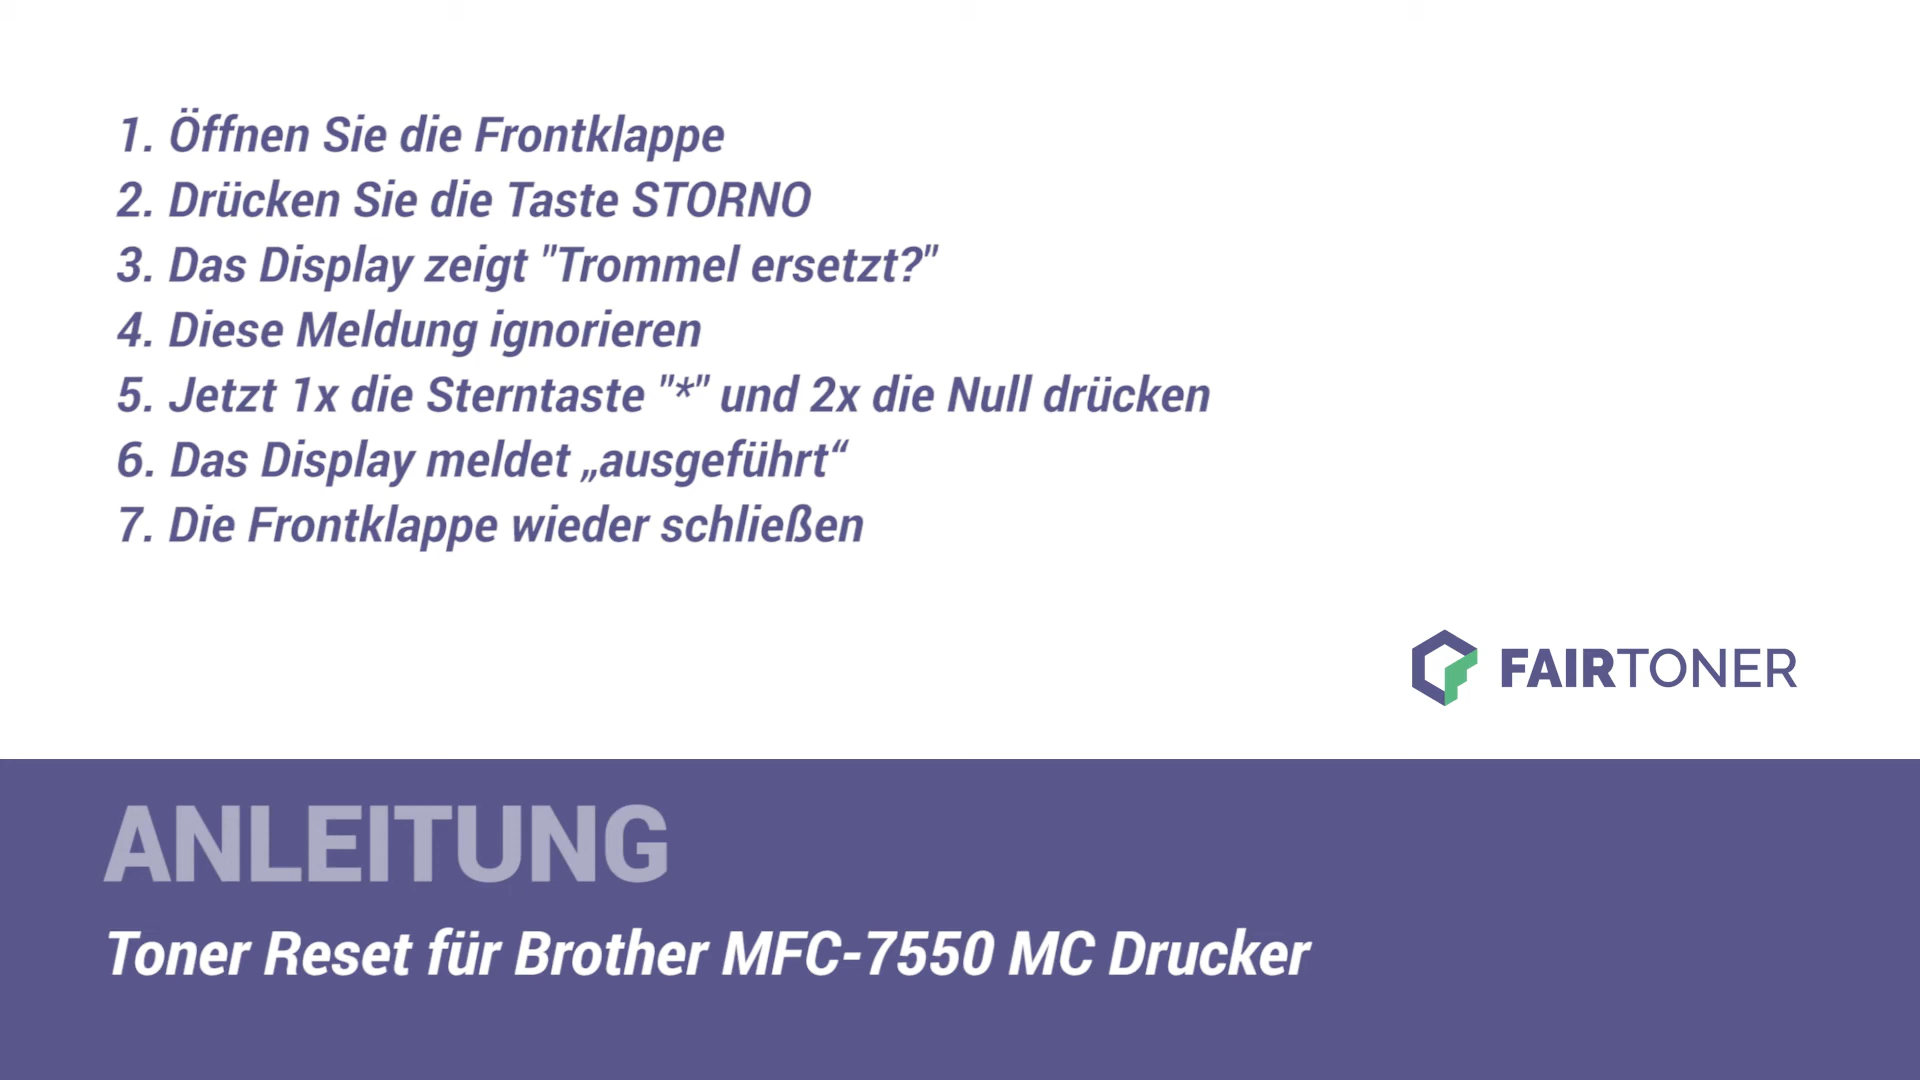 1. Öffnen Sie die Frontklappe
2. Drücken Sie die Taste STORNO
3. Das Display zeigt "Trommel ersetzt?"
4. Diese Meldung ignorieren
5. Jetzt 1x die Sterntaste "*" und 2x die Null drücken
6. Das Display meldet „ausgeführt“
7. Die Frontklappe wieder schließen
FAIRTONER
ANLEITUNG
Toner Reset für Brother MFC-7550 MC Drucker